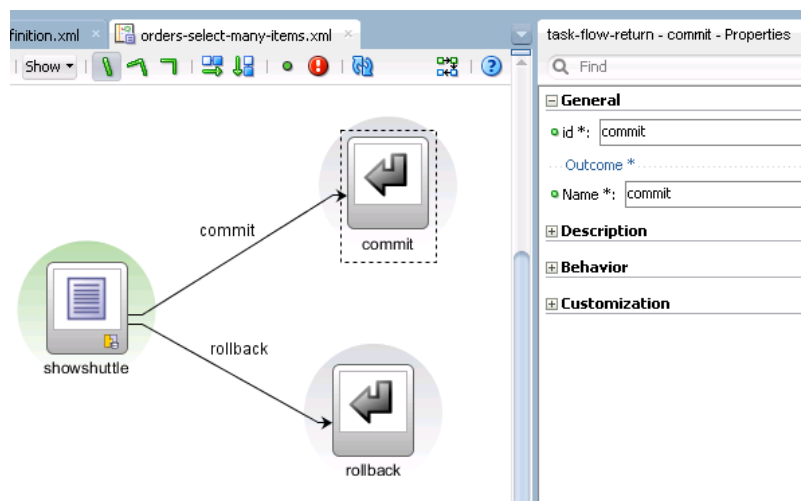 finition.xml
orders-select-many-items.xml
task-flow-return - commit - Properties
Show
Find
General
id *: commit
Outcome *
Name *: commit
Description
Behavior
Customization
commit
commit
showshuttle
rollback
rollback